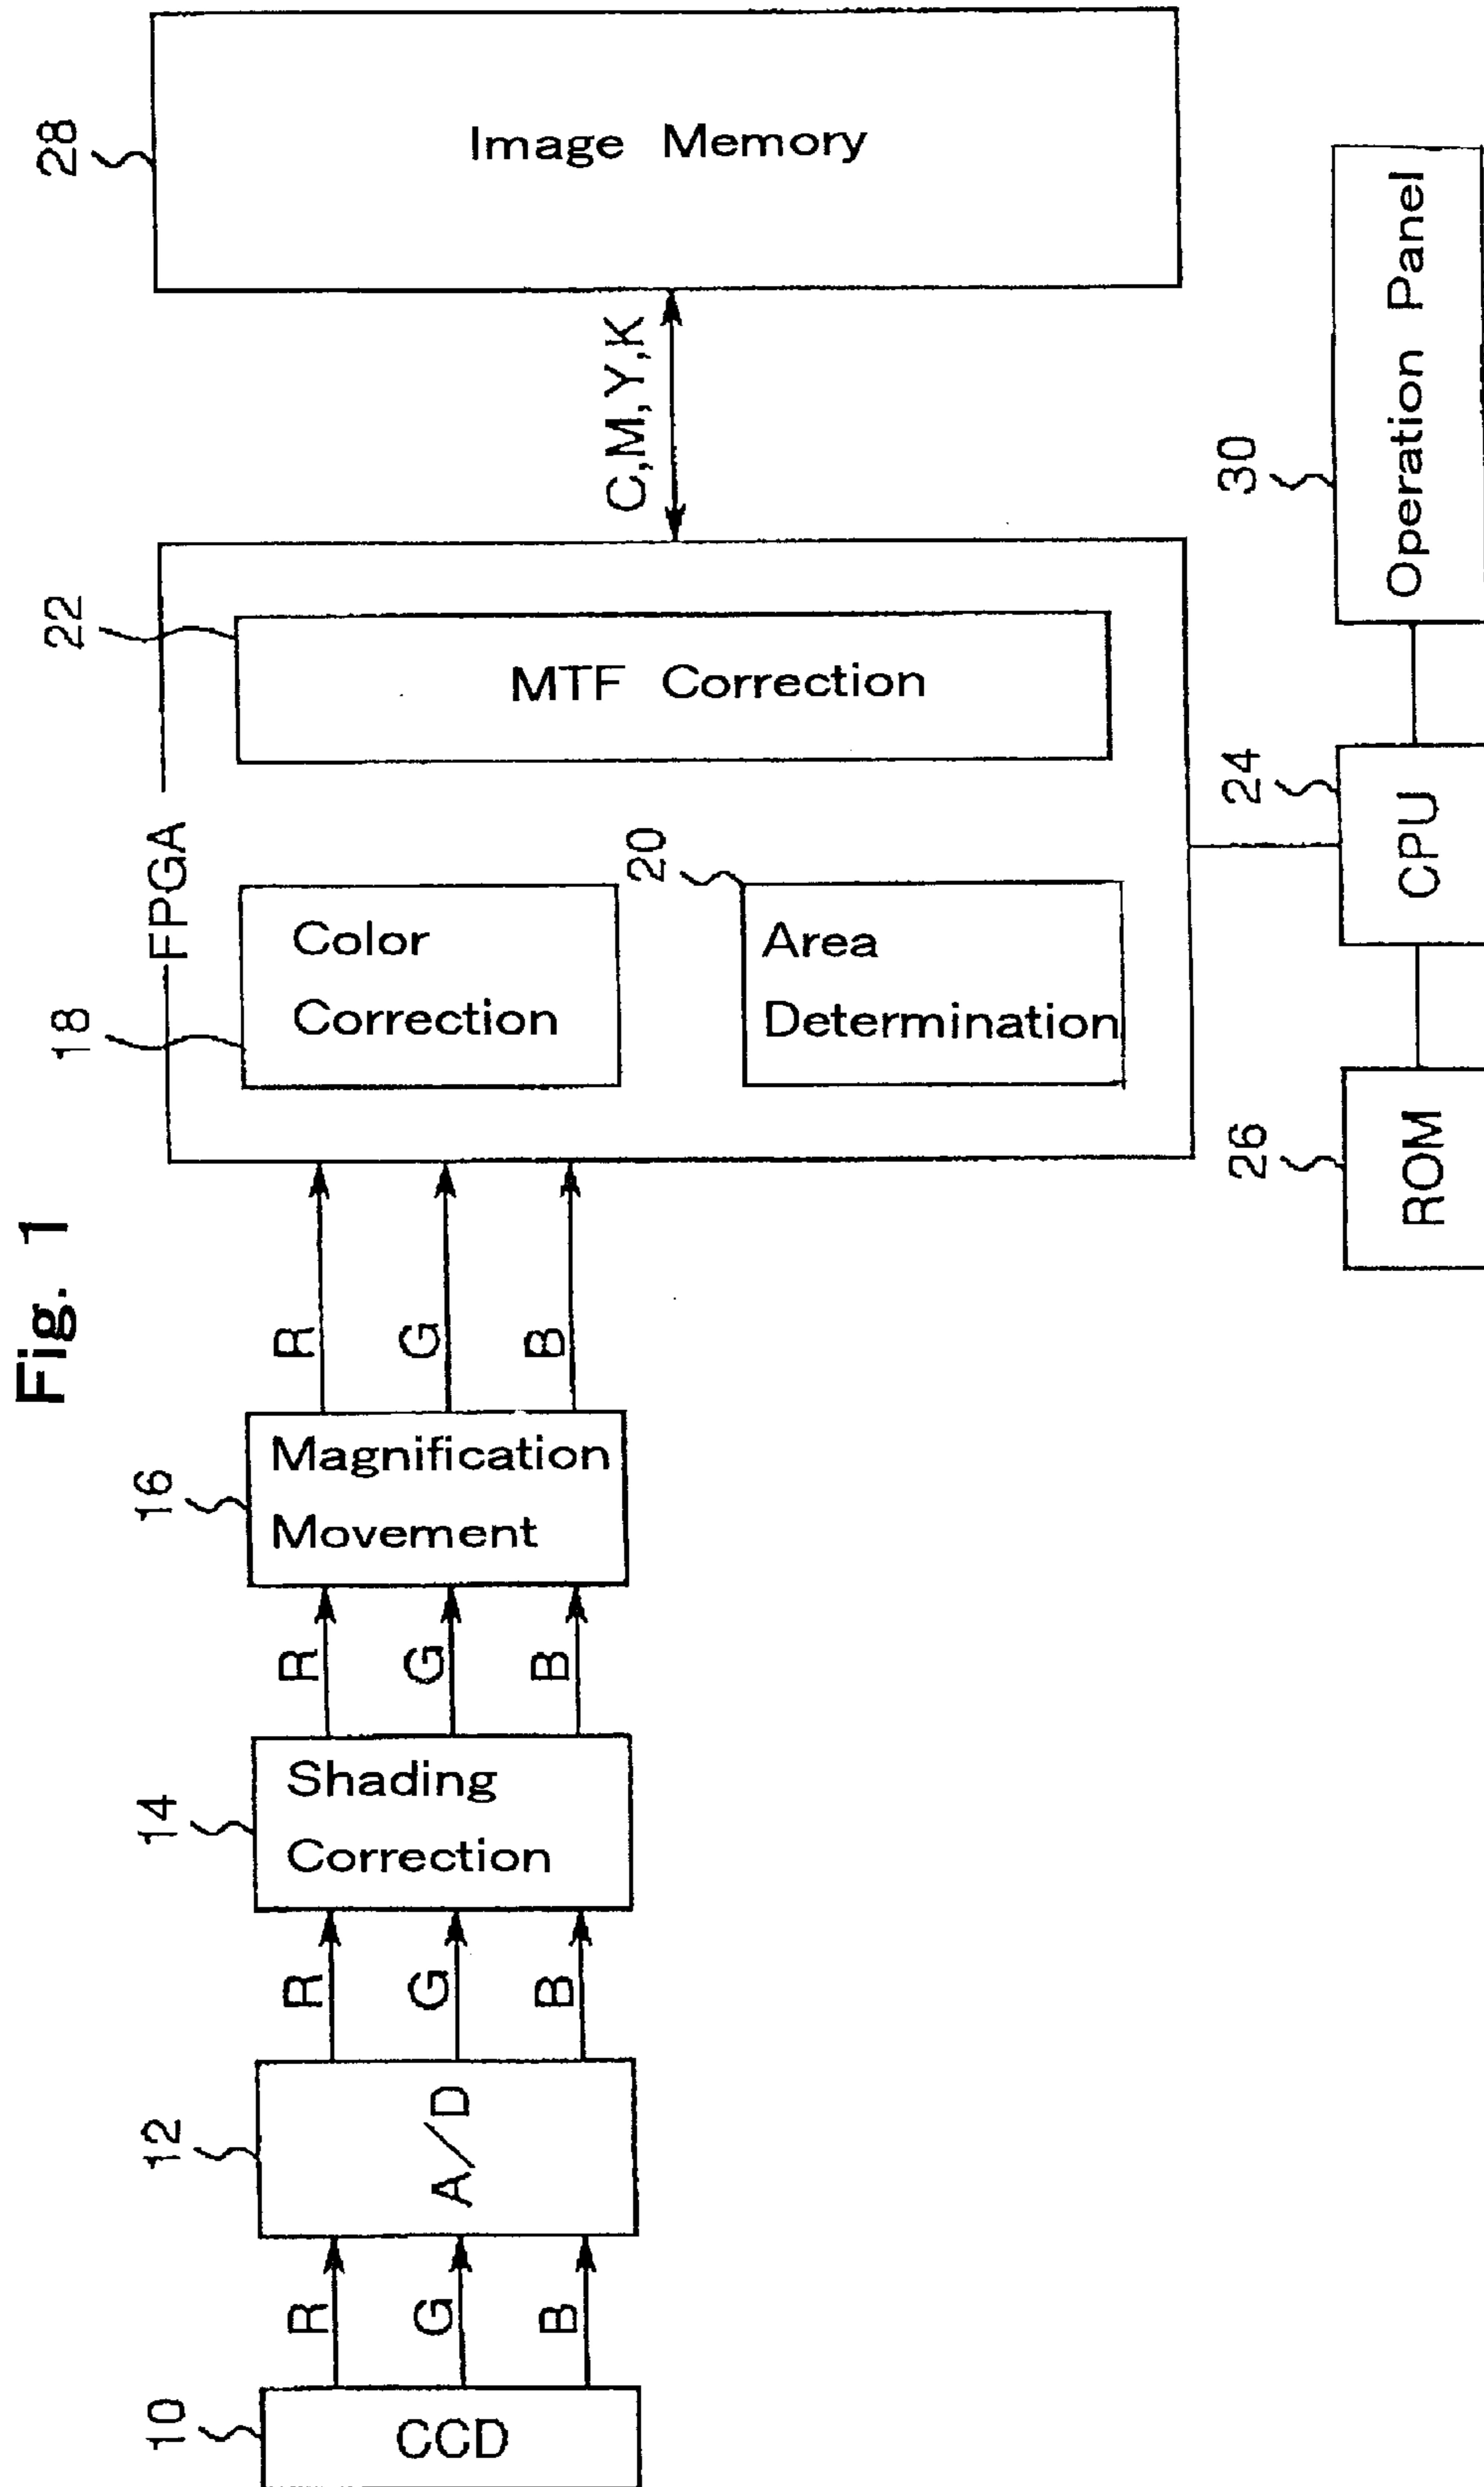 Fig. 1
10
CCD
R
G
B
12
A/D
R
G
B
14
Shading
Correction
R
G
B
16
Magnification
Movement
R
G
B
FPGA
18
Color
Correction
20
Area
Determination
22
MTF Correction
C,M,Y,K
28
Image Memory
26
ROM
24
CPU
30
Operation Panel